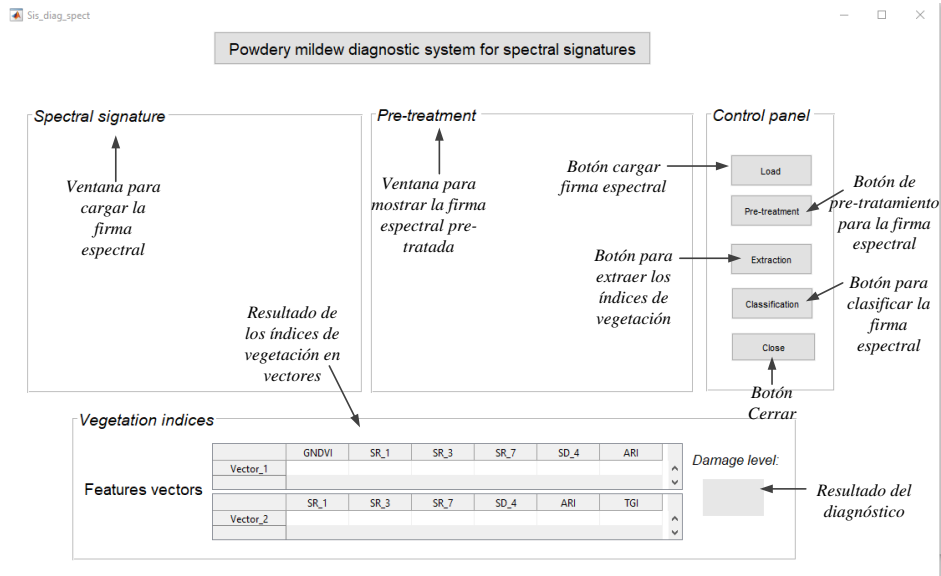 Sis_diag_spect
Powdery mildew diagnostic system for spectral signatures
Spectral signature
Ventana para
cargar la
firma
espectral
Pre-treatment
Ventana para
mostrar la firma
espectral pre-
tratada
Control panel
Botón cargar
firma espectral
Load
Botón de
pre-tratamiento
para la firma
espectral
Pre-treatment
Botón para
extraer los
índices de
vegetación
Extraction
Botón para
clasificar la
firma
espectral
Classification
Close
Botón
Cerrar
Resultado de
los índices de
vegetación en
vectores
Vegetation indices
Features vectors
GNDVI SR_1 SR_3 SR_7 SD_4 ARI
Vector_1
SR_1 SR_3 SR_7 SD_4 ARI TGI
Vector_2
Damage level:
Resultado del
diagnóstico